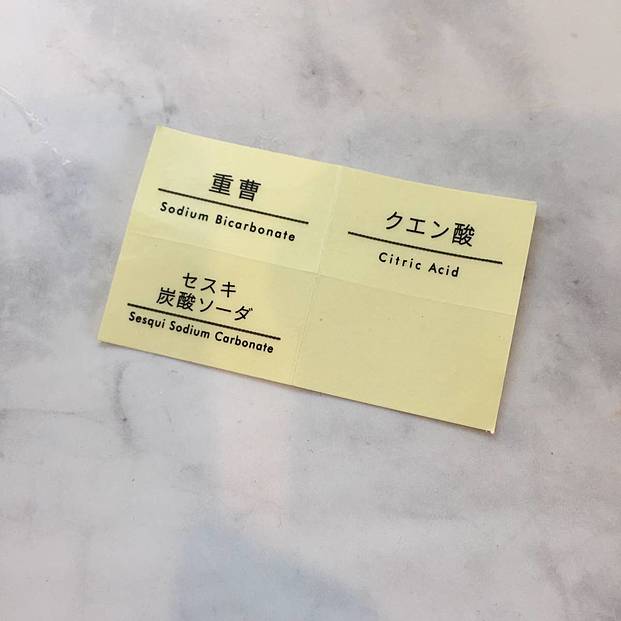 重曹
Sodium Bicarbonate
クエン酸
Citric Acid
セスキ
炭酸ソーダ
Sesqui Sodium Carbonate